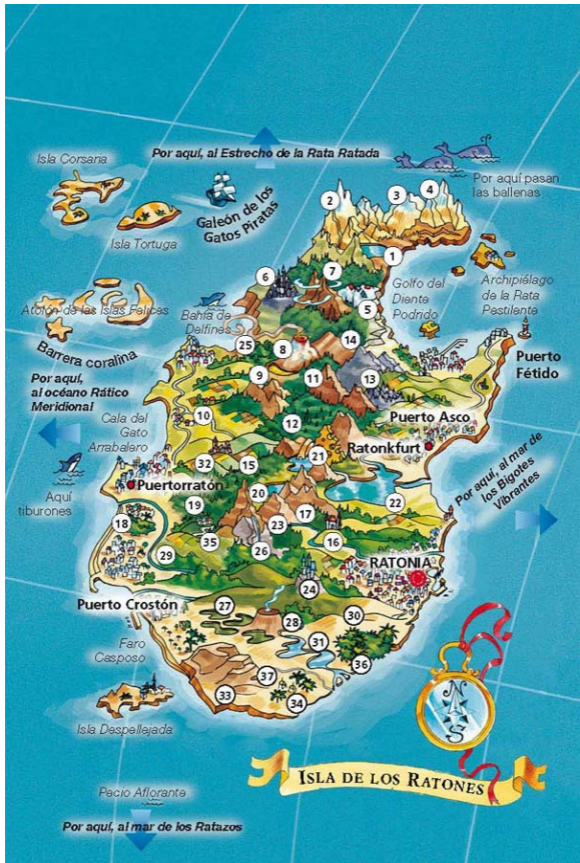 Isla Corsaria
Por aquí, al Estrecho de la Rata Ratada
Por aquí pasan
las ballenas
Galeón de los
Gatos Piratas
Isla Tortuga
2
3
4
1
6
7
5
Golfo del
Diente
Podrido
Archipiélago
de la Rata
Pestilente
Atolón de las Islas Felices
Bahía de
Delfines
Barrera coralina
25
8
14
Puerto
Fétido
Por aquí,
al océano Rático
Meridional
9
11
13
10
Puerto Asco
Cala del
Gato
Arrabalero
12
Ratonkfurt
Por aquí, al mar de
los Bigotes
Vibrantes
32
15
21
Aquí
tiburones
Puertorratón
20
22
19
18
17
23
35
16
29
26
RATONIA
24
Puerto Crostón
27
28
30
Faro
Casposo
31
36
37
33
34
Isla Despellejada
N
S
ISLA DE LOS RATONES
Pecio Aflorante
Por aquí, al mar de los Ratazos